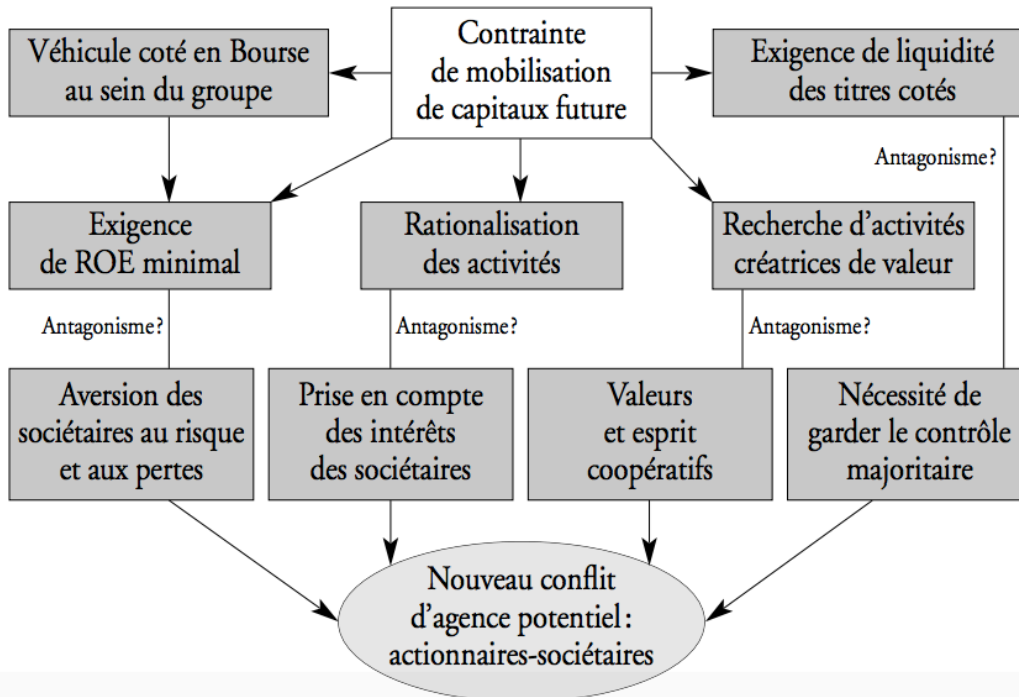 Véhicule coté en Bourse
au sein du groupe
Contrainte
de mobilisation
de capitaux future
Exigence de liquidité
des titres cotés
Antagonisme ?
Exigence
de ROE minimal
Rationalisation
des activités
Recherche d'activités
créatrices de valeur
Antagonisme ?
Antagonisme ?
Antagonisme ?
Aversion des
sociétaires au risque
et aux pertes
Prise en compte
des intérêts
des sociétaires
Valeurs
et esprit
coopératifs
Nécessité de
garder le contrôle
majoritaire
Nouveau conflit
d'agence potentiel :
actionnaires-sociétaires